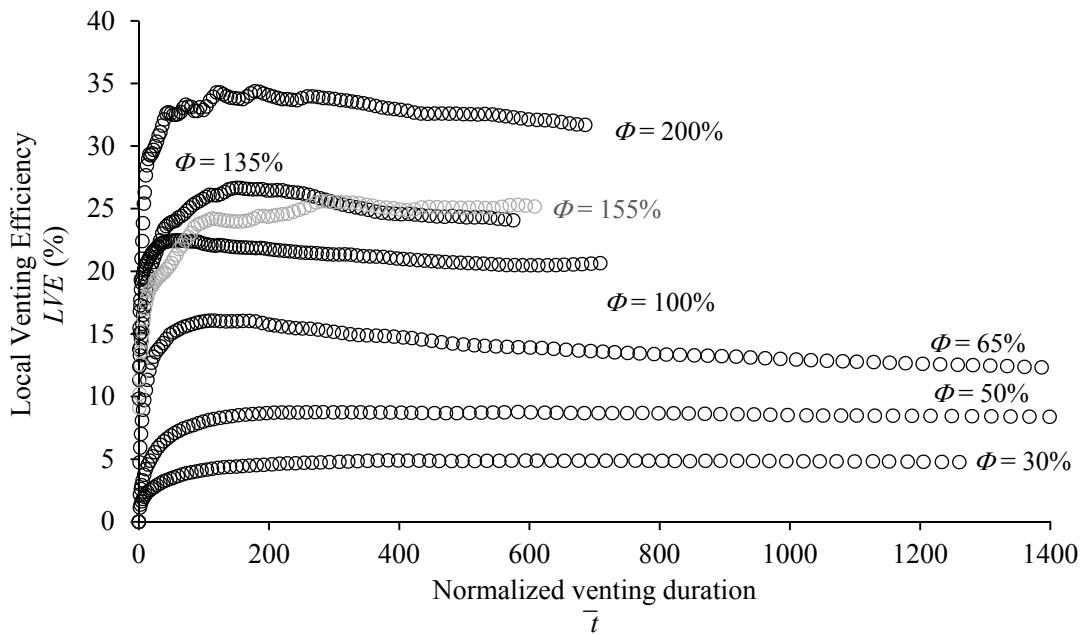 40
35
30
25
20
15
10
5
0
Local Venting Efficiency
LVE (%)
Φ = 200%
Φ = 135%
Φ = 155%
Φ = 100%
Φ = 65%
Φ = 50%
Φ = 30%
0 200 400 600 800 1000 1200 1400
Normalized venting duration
t̄